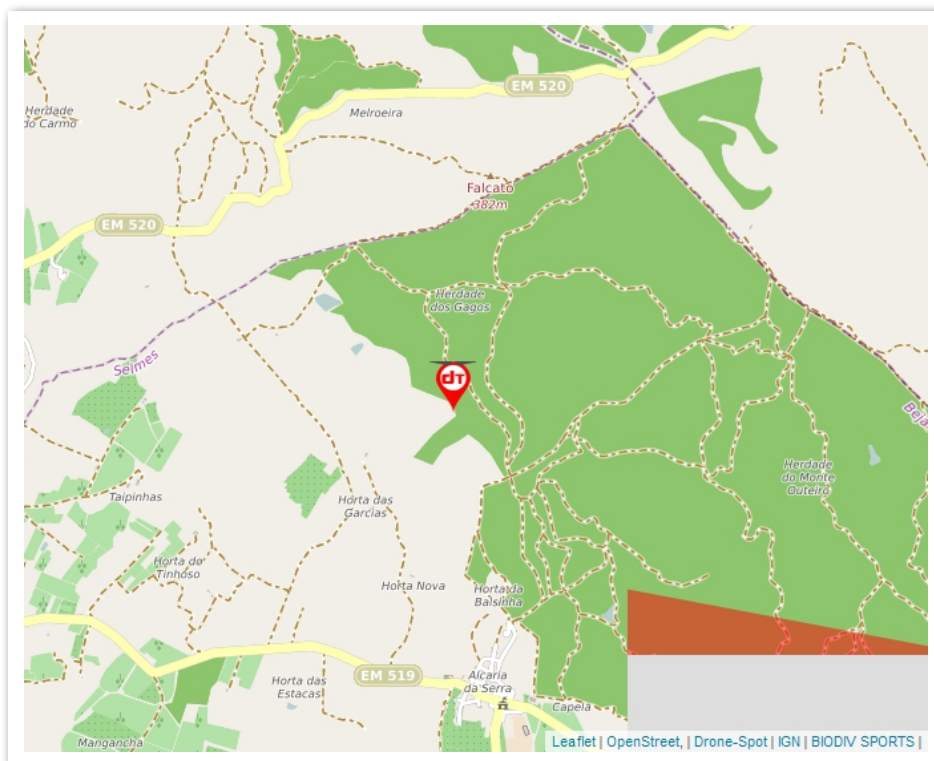 EM 520
Herdade
do Carmo
Melroeira
Falcato
382m
EM 520
Herdade
dos Gagos
Selmes
dT
Beja
Herdade
do Monte
Outeiro
Taipinhas
Horta das
Garcias
Horta do
Tinhoso
Horta Nova
Horta da
Balsinha
EM 519
Alcaria
da Serra
Horta das
Estacas
Capela
Mangancha
Leaflet | OpenStreet, | Drone-Spot | IGN | BIODIV SPORTS |